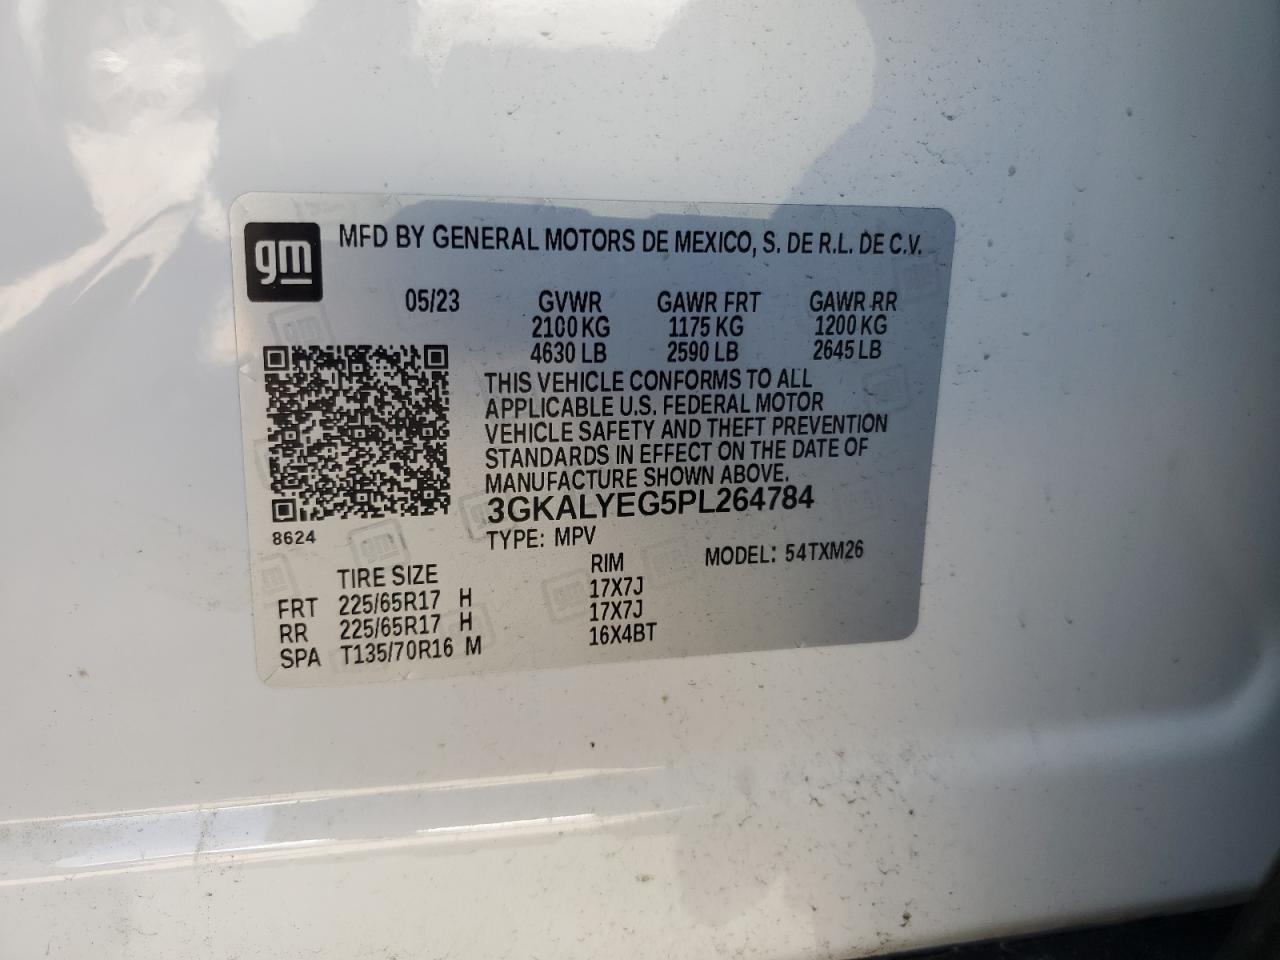 gm MFD BY GENERAL MOTORS DE MEXICO, S. DE R.L. DE C.V.
05/23 GVWR GAWR FRT GAWR RR
2100 KG 1175 KG 1200 KG
4630 LB 2590 LB 2645 LB
THIS VEHICLE CONFORMS TO ALL
APPLICABLE U.S. FEDERAL MOTOR
VEHICLE SAFETY AND THEFT PREVENTION
STANDARDS IN EFFECT ON THE DATE OF
MANUFACTURE SHOWN ABOVE.
3GKALYEG5PL264784
8624
TYPE: MPV MODEL: 54TXM26
TIRE SIZE RIM
FRT 225/65R17 H 17X7J
RR 225/65R17 H 17X7J
SPA T135/70R16 M 16X4BT